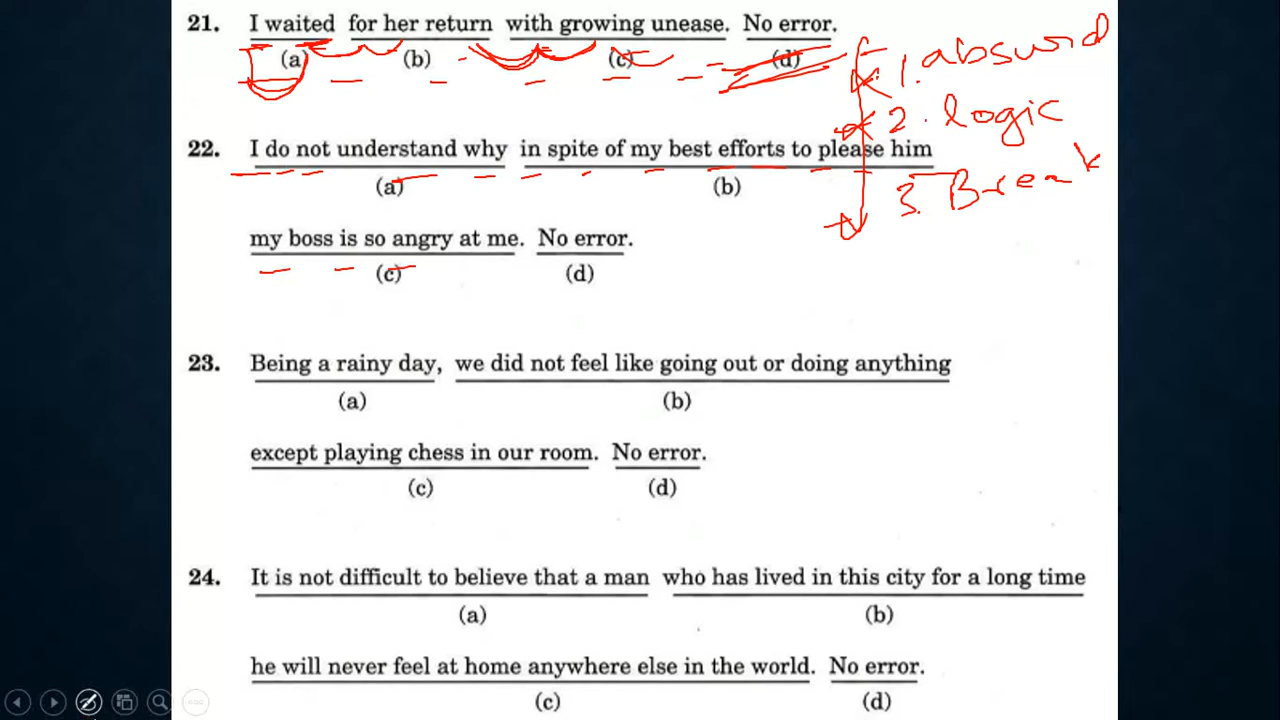 21. I waited for her return with growing unease. No error.
(a) (b) (c) (d)
1. absurd
2. logic
22. I do not understand why in spite of my best efforts to please him
(a) (b)
3. Break
my boss is so angry at me. No error.
(c) (d)
23. Being a rainy day, we did not feel like going out or doing anything
(a) (b)
except playing chess in our room. No error.
(c) (d)
24. It is not difficult to believe that a man who has lived in this city for a long time
(a) (b)
he will never feel at home anywhere else in the world. No error.
(c) (d)